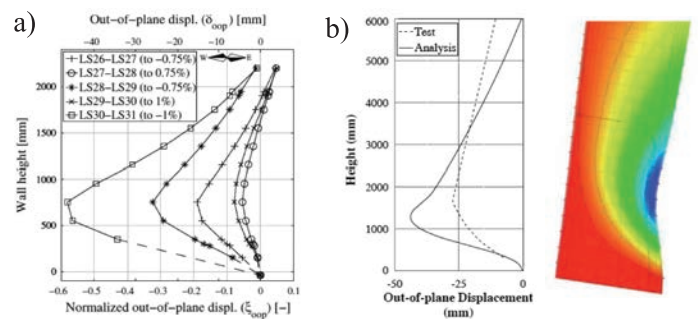 a)
Out-of-plane displ. (δoop) [mm]
-40 -20 0
W E
LS26-LS27 (to -0.75%)
LS27-LS28 (to 0.75%)
LS28-LS29 (to -0.75%)
LS29-LS30 (to 1%)
LS30-LS31 (to -1%)
Wall height [mm]
2000
1500
1000
500
0
-0.6 -0.5 -0.4 -0.3 -0.2 -0.1 0 0.1
Normalized out-of-plane displ. (ξoop) [-]
b)
Test
Analysis
Height (mm)
6000
5000
4000
3000
2000
1000
0
-50 -25 0
Out-of-plane Displacement
(mm)